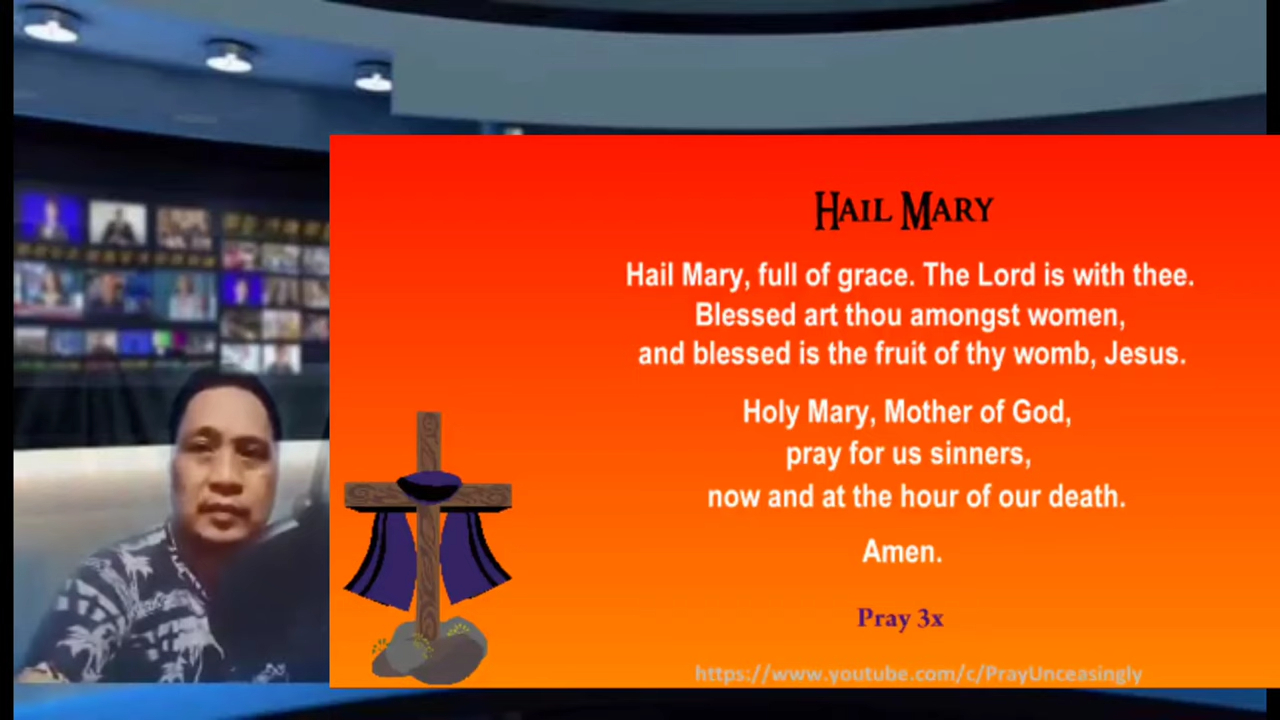 Hail Mary
Hail Mary, full of grace. The Lord is with thee.
Blessed art thou amongst women,
and blessed is the fruit of thy womb, Jesus.
Holy Mary, Mother of God,
pray for us sinners,
now and at the hour of our death.
Amen.
Pray 3x
https://www.youtube.com/c/PrayUnceasingly